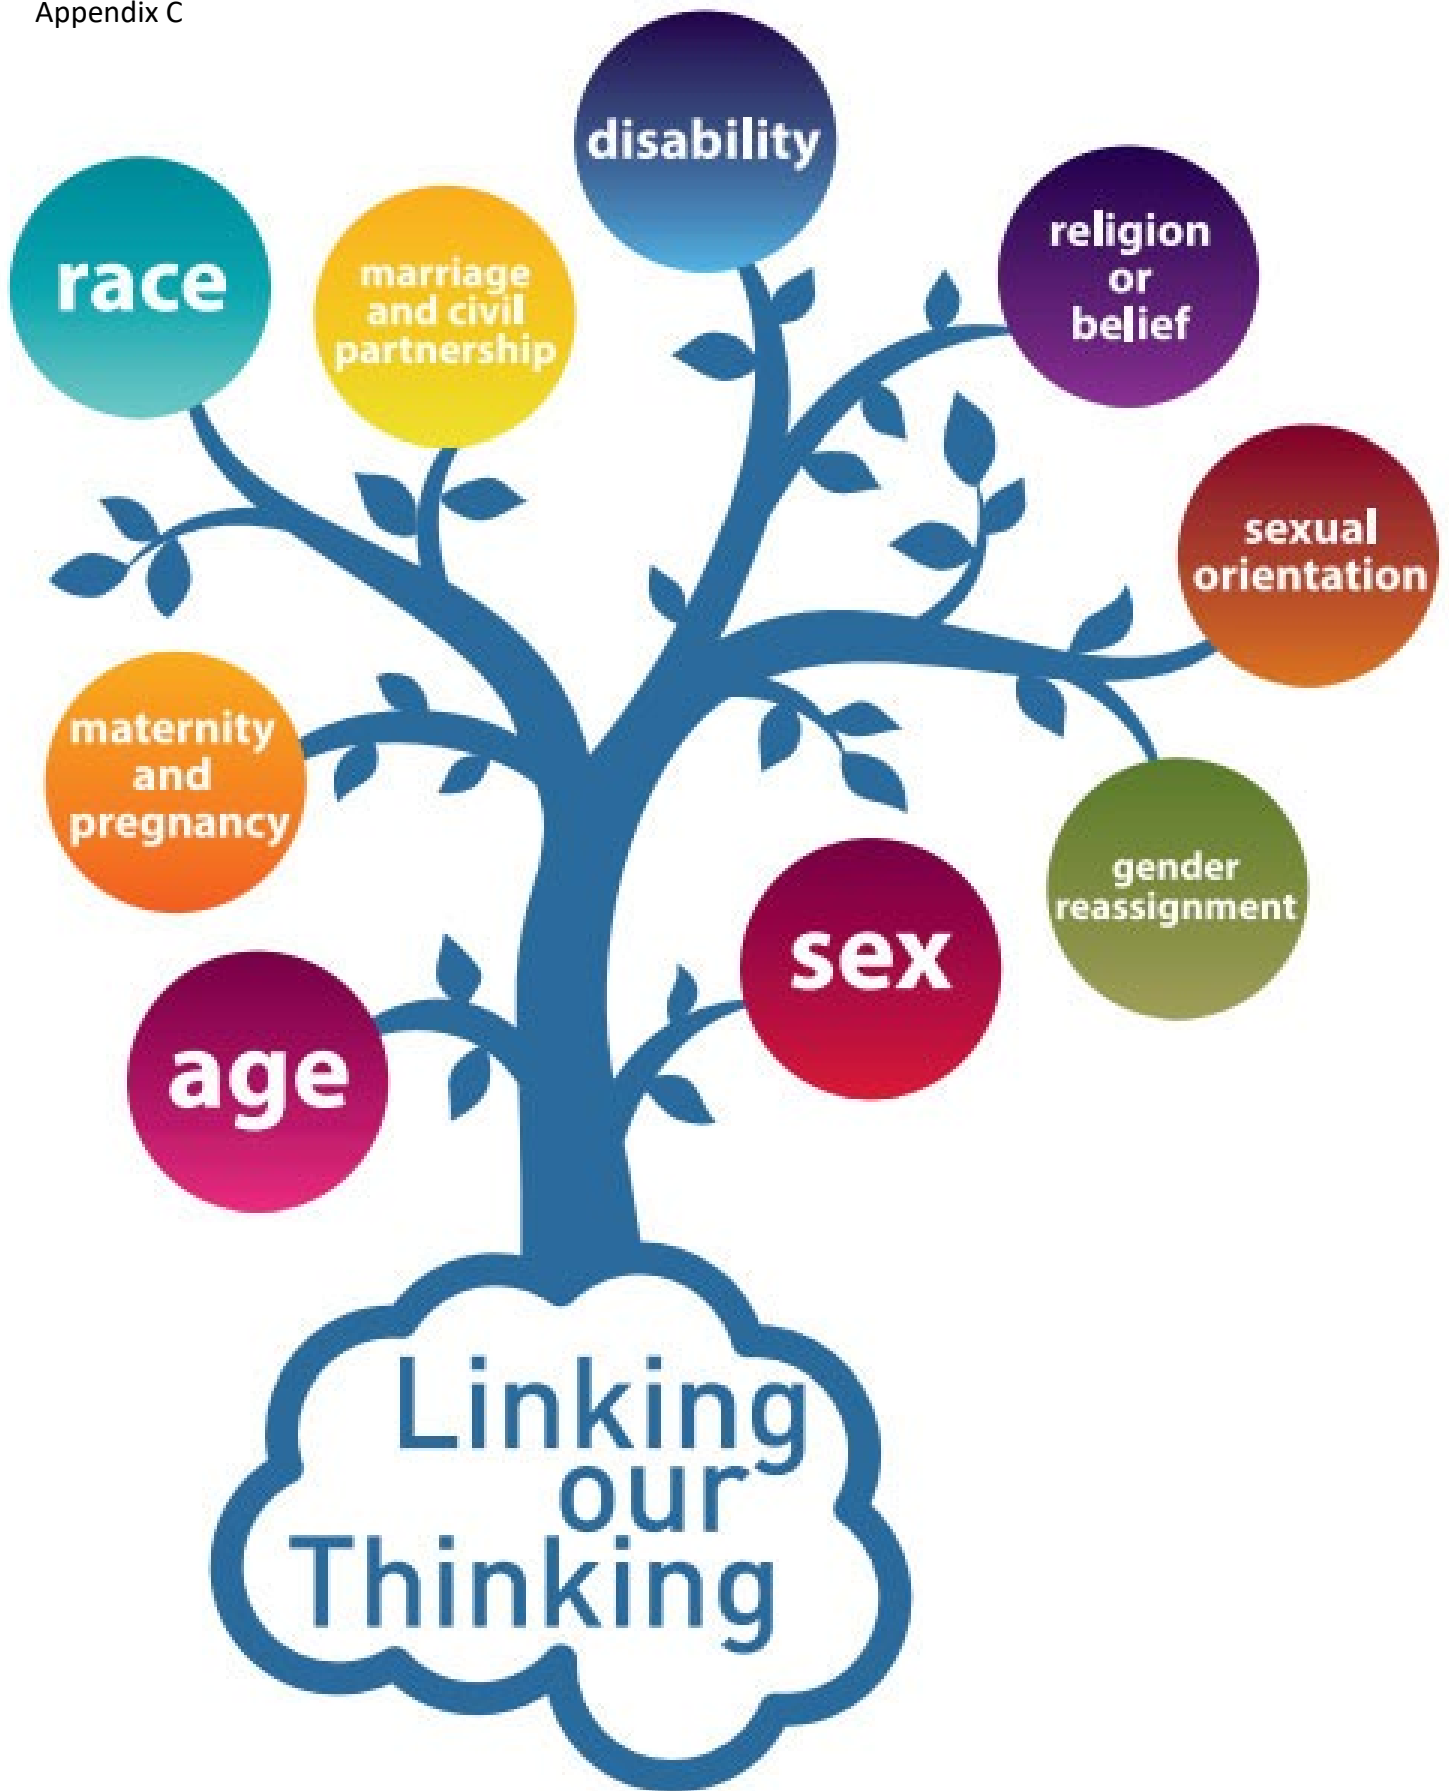 Appendix C
disability
race
marriage
and civil
partnership
religion
or
belief
sexual
orientation
maternity
and
pregnancy
gender
reassignment
sex
age
Linking
our
Thinking